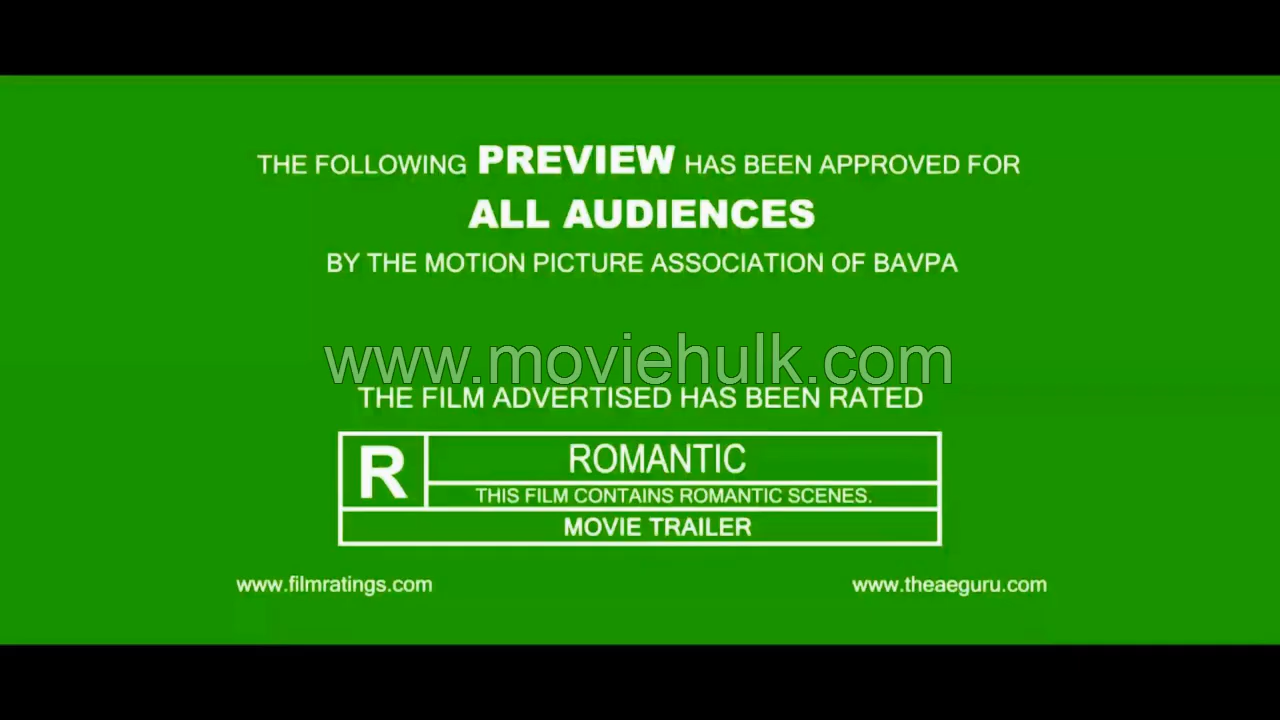 THE FOLLOWING PREVIEW HAS BEEN APPROVED FOR
ALL AUDIENCES
BY THE MOTION PICTURE ASSOCIATION OF BAVPA
www.moviehulk.com
THE FILM ADVERTISED HAS BEEN RATED
R ROMANTIC
THIS FILM CONTAINS ROMANTIC SCENES.
MOVIE TRAILER
www.filmratings.com www.theaeguru.com